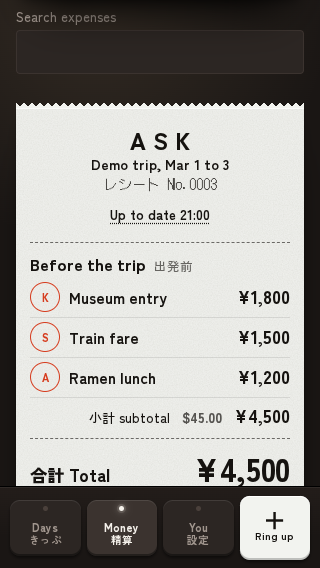 Search expenses
ASK
Demo trip, Mar 1 to 3
レシート No.0003
Up to date 21:00
Before the trip 出発前
K Museum entry ¥1,800
S Train fare ¥1,500
A Ramen lunch ¥1,200
小計 subtotal $45.00 ¥4,500
合計 Total ¥4,500
Days
きっぷ
Money
精算
You
設定
+
Ring up